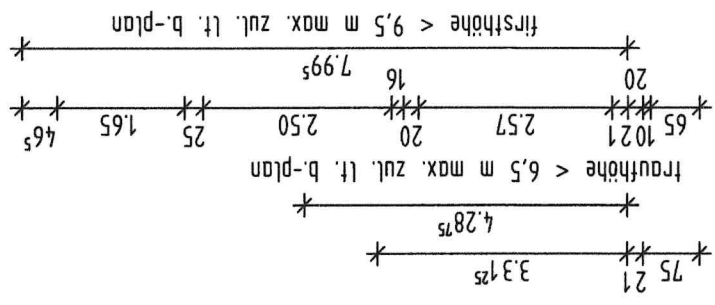 75 21 3.31²⁵
4.28⁷⁵
traufhöhe < 6,5 m max. zul. lt. b-plan
65 10 21 2.57 20 2.50 25 1.65 46⁵
20 16
7.99⁵
firsthöhe < 9,5 m max. zul. lt. b-plan